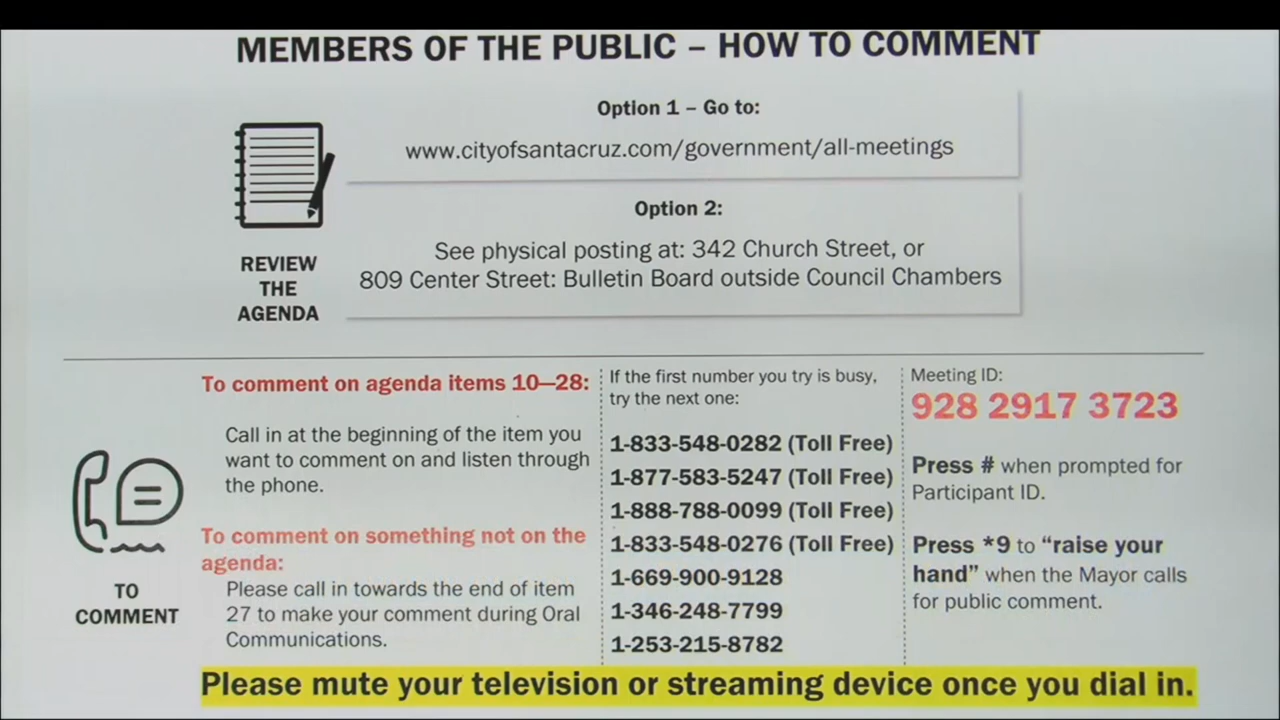 MEMBERS OF THE PUBLIC – HOW TO COMMENT
Option 1 – Go to:
www.cityofsantacruz.com/government/all-meetings
Option 2:
See physical posting at: 342 Church Street, or
809 Center Street: Bulletin Board outside Council Chambers
REVIEW
THE
AGENDA
To comment on agenda items 10—28:
Call in at the beginning of the item you
want to comment on and listen through
the phone.
To comment on something not on the
agenda:
Please call in towards the end of item
27 to make your comment during Oral
Communications.
TO
COMMENT
If the first number you try is busy,
try the next one:
1-833-548-0282 (Toll Free)
1-877-583-5247 (Toll Free)
1-888-788-0099 (Toll Free)
1-833-548-0276 (Toll Free)
1-669-900-9128
1-346-248-7799
1-253-215-8782
Meeting ID:
928 2917 3723
Press # when prompted for
Participant ID.
Press *9 to “raise your
hand” when the Mayor calls
for public comment.
Please mute your television or streaming device once you dial in.